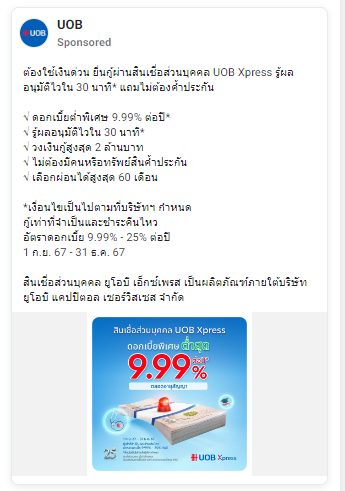 UOB
UOB
Sponsored
ต้องใช้เงินด่วน ยื่นกู้ผ่านสินเชื่อส่วนบุคคล UOB Xpress รู้ผล
อนุมัติไวใน 30 นาที* แถมไม่ต้องค้ำประกัน
√ ดอกเบี้ยต่ำพิเศษ 9.99% ต่อปี*
√ รู้ผลอนุมัติไวใน 30 นาที*
√ วงเงินกู้สูงสุด 2 ล้านบาท
√ ไม่ต้องมีคนหรือทรัพย์สินค้ำประกัน
√ เลือกผ่อนได้สูงสุด 60 เดือน
*เงื่อนไขเป็นไปตามที่บริษัทฯ กำหนด
กู้เท่าที่จำเป็นและชำระคืนไหว
อัตราดอกเบี้ย 9.99% - 25% ต่อปี
1 ก.ย. 67 - 31 ธ.ค. 67
สินเชื่อส่วนบุคคล ยูโอบี เอ็กซ์เพรส เป็นผลิตภัณฑ์ภายใต้บริษัท
ยูโอบี แคปปิตอล เซอร์วิสเซส จำกัด
สินเชื่อส่วนบุคคล UOB Xpress
ดอกเบี้ยพิเศษ ต่ำสุด
9.99%
ตลอดอายุสัญญา
25
UOB Xpress